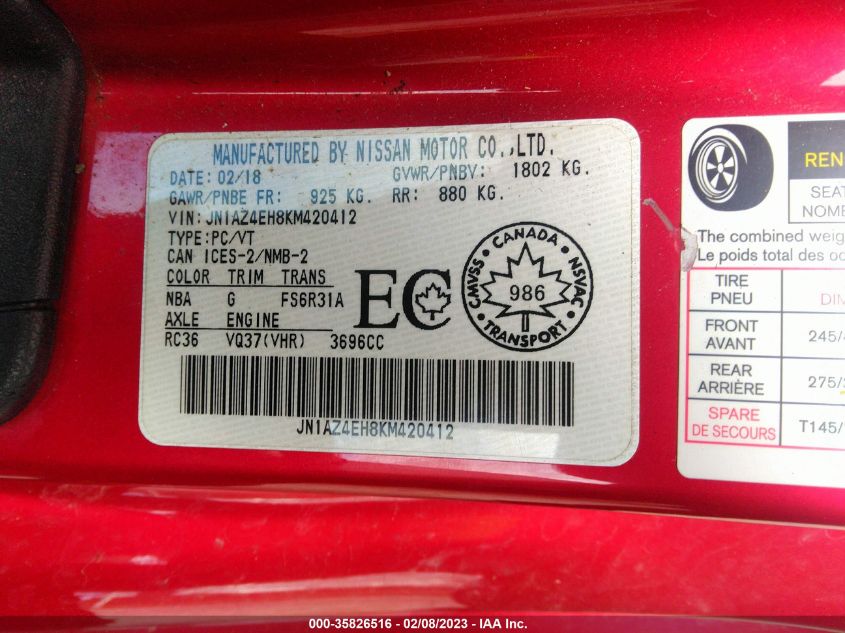 MANUFACTURED BY NISSAN MOTOR CO.,LTD.
DATE: 02/18 GVWR/PNBV: 1802 KG.
GAWR/PNBE FR: 925 KG. RR: 880 KG.
VIN: JN1AZ4EH8KM420412
TYPE:PC/VT
CAN ICES-2/NMB-2
COLOR TRIM TRANS
NBA G FS6R31A
AXLE ENGINE
RC36 VQ37(VHR) 3696CC
EC
CANADA
CMVSS
NSVAC
986
TRANSPORT
JN1AZ4EH8KM420412
REN
SEAT
NOME
The combined weig
Le poids total des oc
TIRE
PNEU
DIM
FRONT
AVANT
245/4
REAR
ARRIÈRE
275/
SPARE
DE SECOURS
T145/
000-35826516 - 02/08/2023 - IAA Inc.